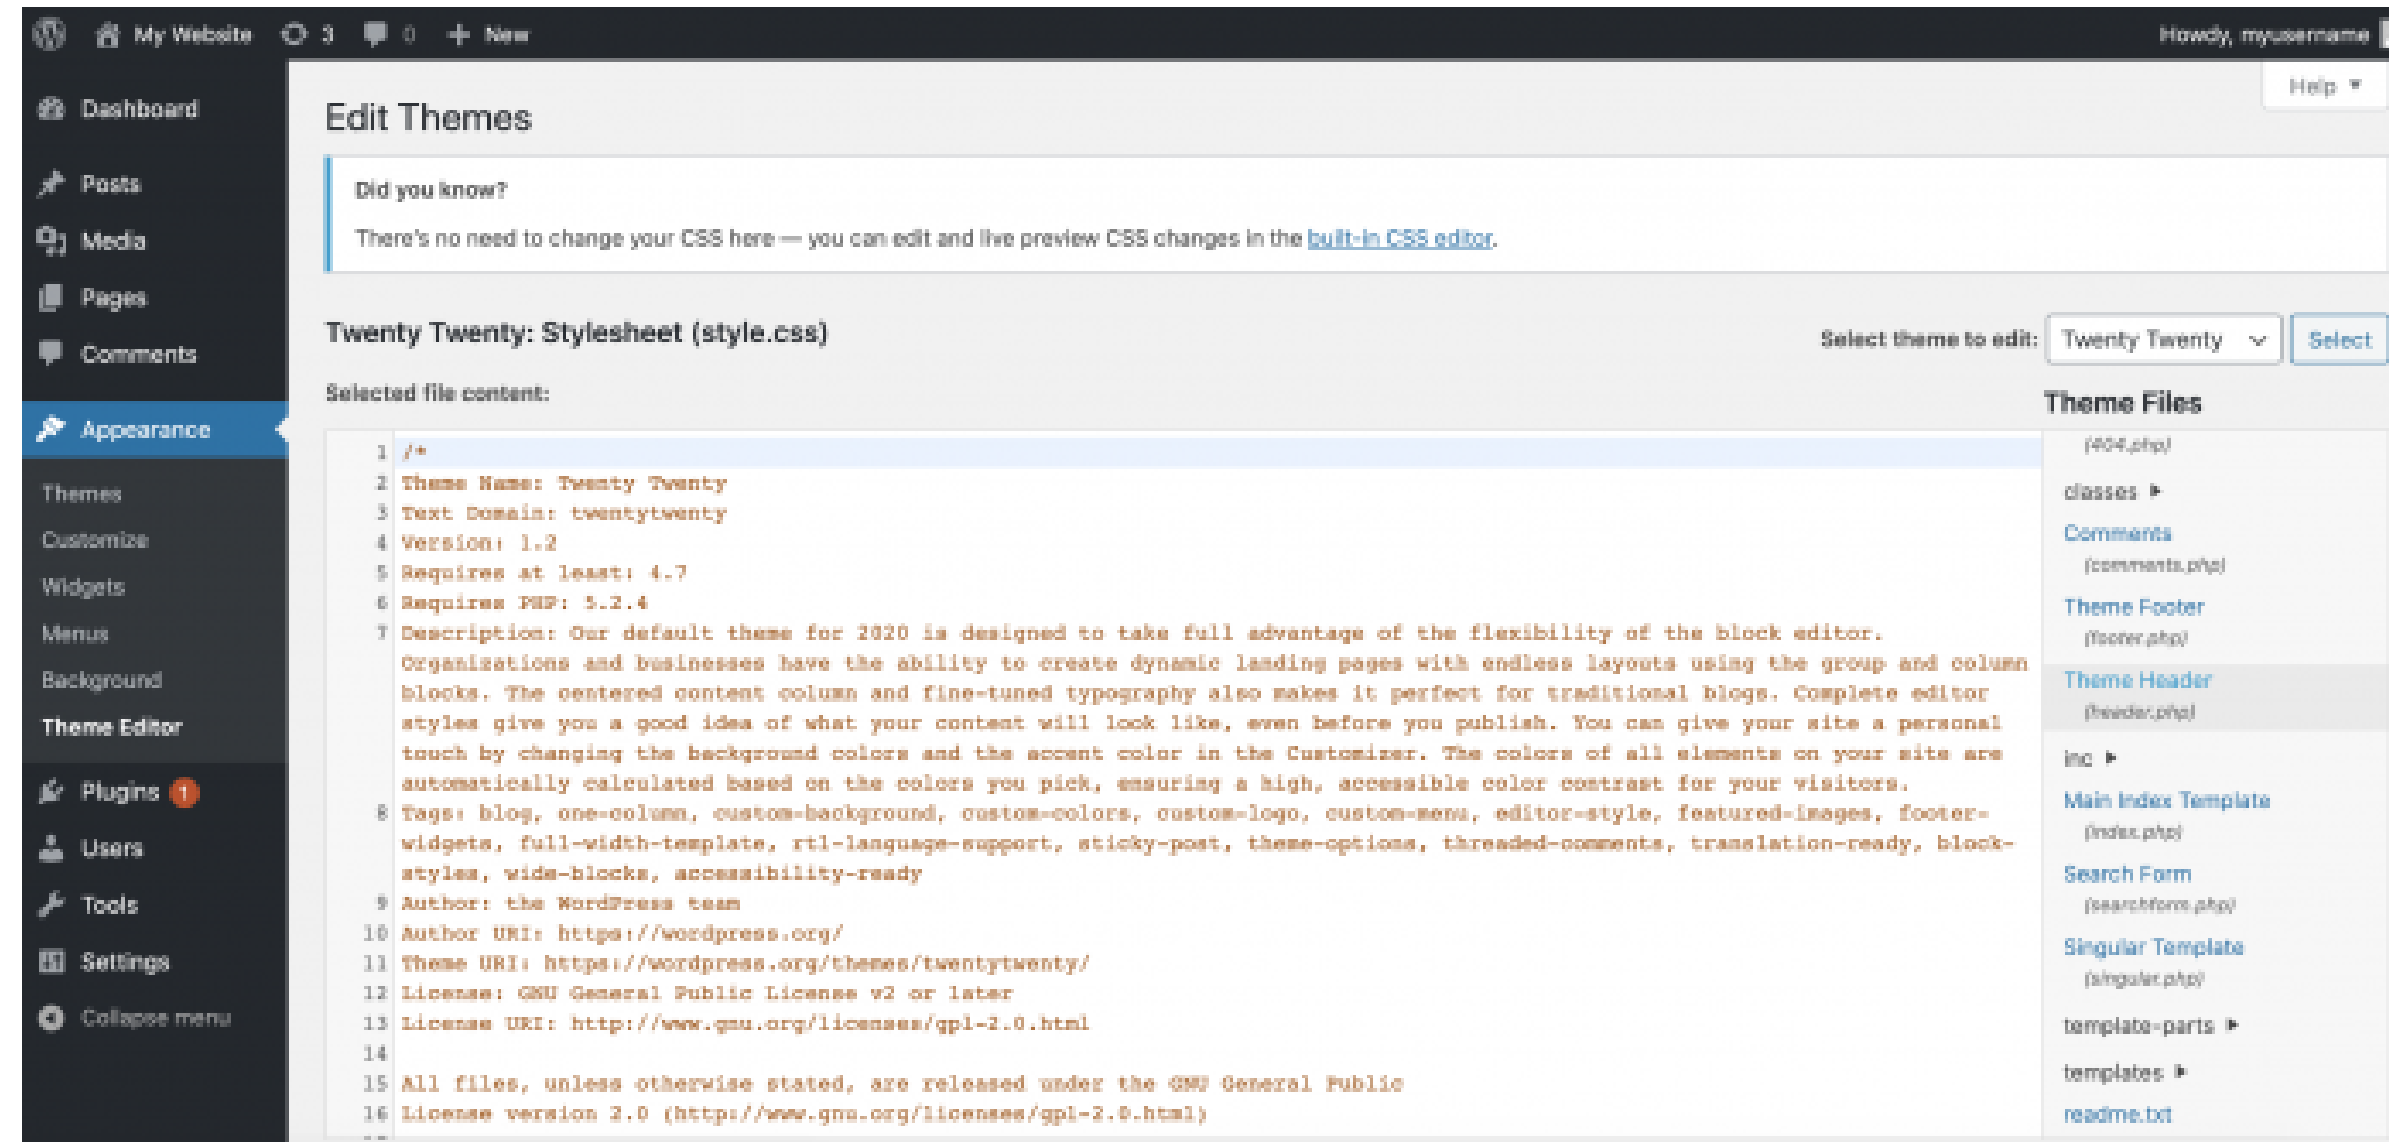 My Website 3 0 + New Howdy, myusername
Help
Dashboard
Posts
Media
Pages
Comments
Appearance
Themes
Customize
Widgets
Menus
Background
Theme Editor
Plugins 1
Users
Tools
Settings
Collapse menu
Edit Themes
Did you know?
There's no need to change your CSS here — you can edit and live preview CSS changes in the built-in CSS editor.
Twenty Twenty: Stylesheet (style.css)
Select theme to edit: Twenty Twenty Select
Selected file content:
1 /*
2 Theme Name: Twenty Twenty
3 Text Domain: twentytwenty
4 Version: 1.2
5 Requires at least: 4.7
6 Requires PHP: 5.2.4
7 Description: Our default theme for 2020 is designed to take full advantage of the flexibility of the block editor.
Organizations and businesses have the ability to create dynamic landing pages with endless layouts using the group and column
blocks. The centered content column and fine-tuned typography also makes it perfect for traditional blogs. Complete editor
styles give you a good idea of what your content will look like, even before you publish. You can give your site a personal
touch by changing the background colors and the accent color in the Customizer. The colors of all elements on your site are
automatically calculated based on the colors you pick, ensuring a high, accessible color contrast for your visitors.
8 Tags: blog, one-column, custom-background, custom-colors, custom-logo, custom-menu, editor-style, featured-images, footer-
widgets, full-width-template, rtl-language-support, sticky-post, theme-options, threaded-comments, translation-ready, block-
styles, wide-blocks, accessibility-ready
9 Author: the WordPress team
10 Author URI: https://wordpress.org/
11 Theme URI: https://wordpress.org/themes/twentytwenty/
12 License: GNU General Public License v2 or later
13 License URI: http://www.gnu.org/licenses/gpl-2.0.html
14
15 All files, unless otherwise stated, are released under the GNU General Public
16 License version 2.0 (http://www.gnu.org/licenses/gpl-2.0.html)
Theme Files
(404.php)
classes
Comments
(comments.php)
Theme Footer
(footer.php)
Theme Header
(header.php)
inc
Main Index Template
(index.php)
Search Form
(searchform.php)
Singular Template
(singular.php)
template-parts
templates
readme.txt